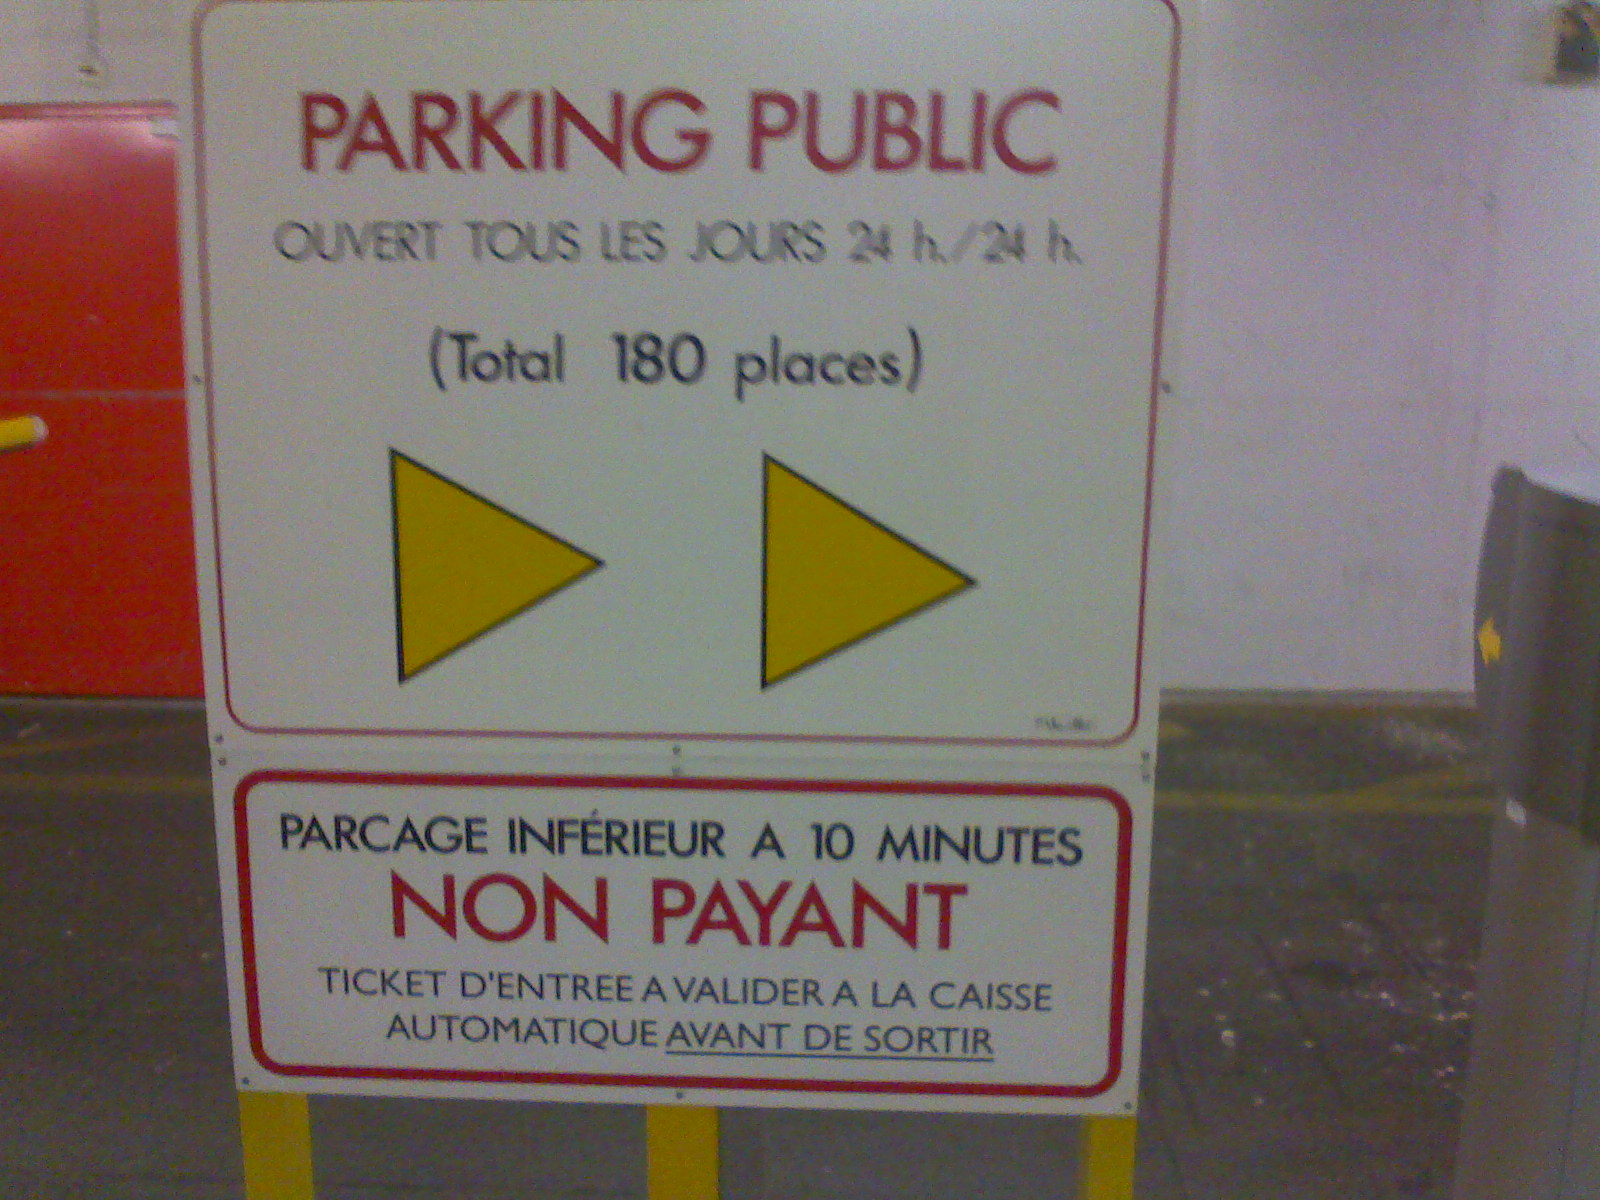 PARKING PUBLIC
OUVERT TOUS LES JOURS 24 h./24 h.
(Total 180 places)
PARCAGE INFÉRIEUR A 10 MINUTES
NON PAYANT
TICKET D'ENTREE A VALIDER A LA CAISSE
AUTOMATIQUE AVANT DE SORTIR